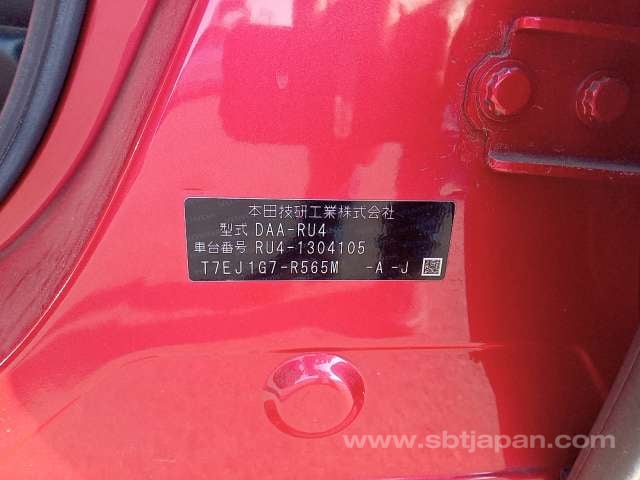 本田技研工業株式会社
型式 DAA-RU4
車台番号 RU4-1304105
T7EJ1G7-R565M -A -J
www.sbtjapan.com